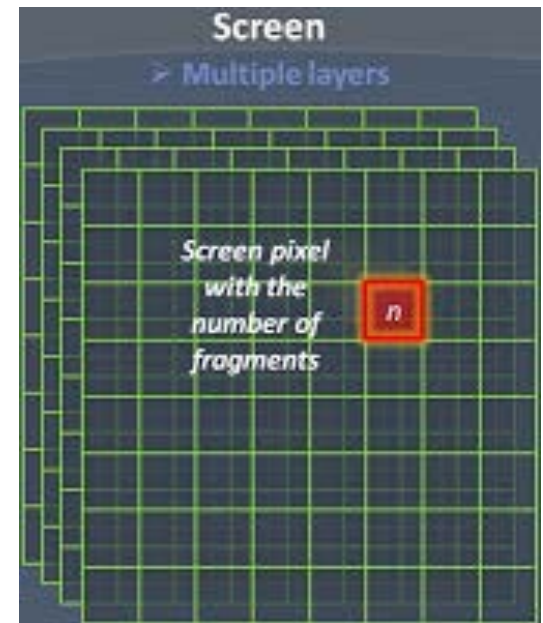 Screen
➢ Multiple layers
Screen pixel
with the
number of
fragments
n